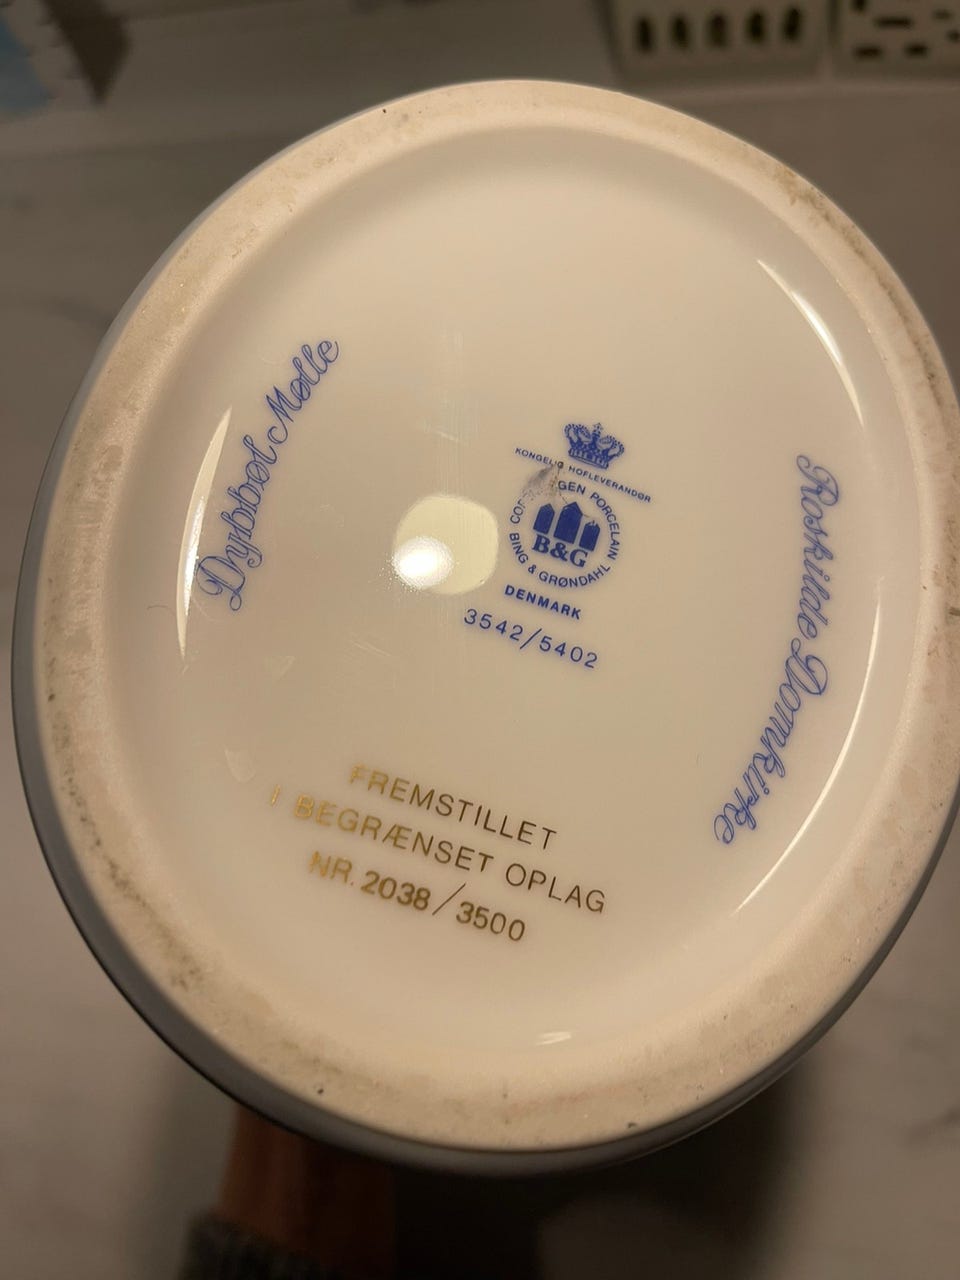 Dybbøl Mølle
KONGELIG HOFLEVERANDØR
GEN PORCELAIN
B&G
BING & GRØNDAHL
DENMARK
3542/5402
Roskilde Domkirke
FREMSTILLET
I BEGRÆNSET OPLAG
NR. 2038/3500